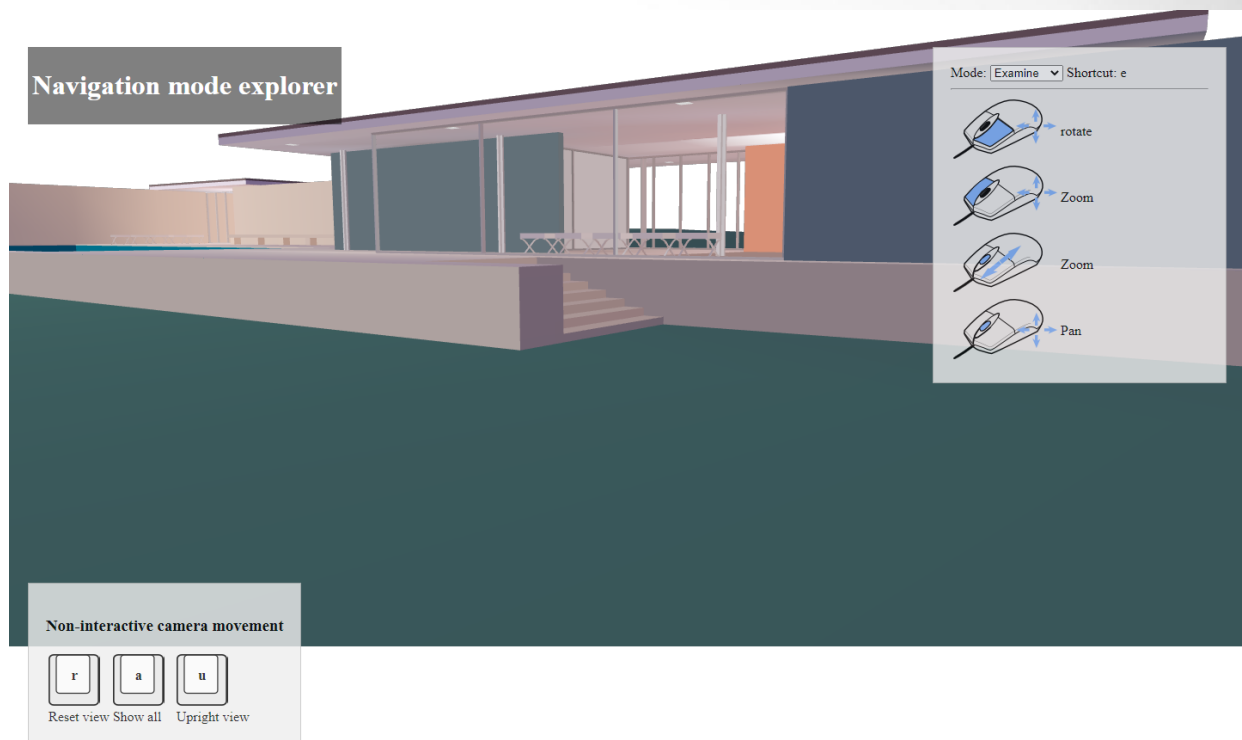 Navigation mode explorer
Mode: Examine Shortcut: e
rotate
Zoom
Zoom
Pan
Non-interactive camera movement
r a u
Reset view Show all Upright view